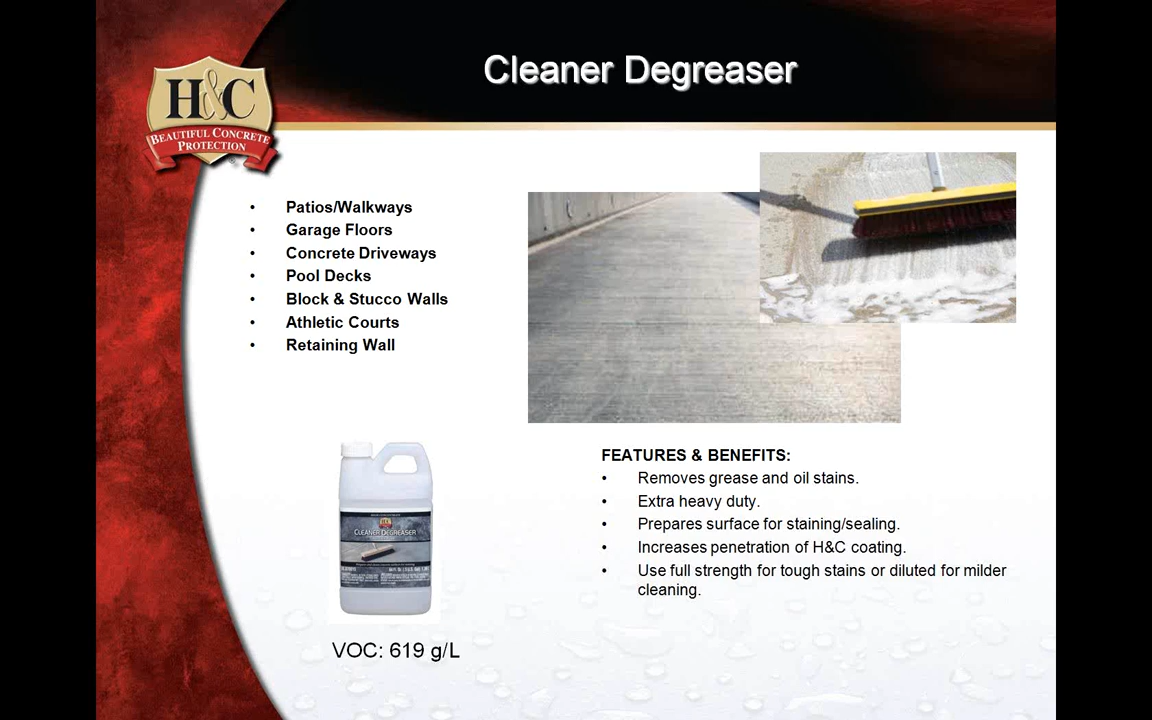 Cleaner Degreaser
H&C
BEAUTIFUL CONCRETE
PROTECTION
• Patios/Walkways
• Garage Floors
• Concrete Driveways
• Pool Decks
• Block & Stucco Walls
• Athletic Courts
• Retaining Wall
CLEANER DEGREASER
FEATURES & BENEFITS:
• Removes grease and oil stains.
• Extra heavy duty.
• Prepares surface for staining/sealing.
• Increases penetration of H&C coating.
• Use full strength for tough stains or diluted for milder
cleaning.
VOC: 619 g/L